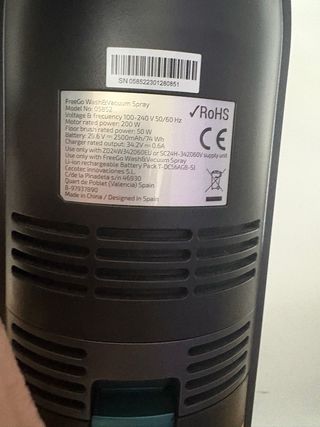 SN 058522301260851
FreeGo Wash&Vacuum Spray
Model No: 05852
Voltage & frecuency 100-240 V 50/60 Hz
Motor rated power: 200 W
Floor brush rated power: 50 W
Battery: 29.6 V 2500mAh/74 Wh
Charger rated output: 34.2V 0.6A
Use only with ZD24W342060EU or SC24H-342060V supply unit
Use only with FreeGo Wash&Vacuum Spray
Li-ion rechargeable Battery Pack T-DC56AGB-SI
Cecotec Innovaciones S.L.
C/de la Pinadeta s/n 46930
Quart de Poblet (Valencia) Spain
B-97937890
Made in China / Designed in Spain
✓RoHS
CE